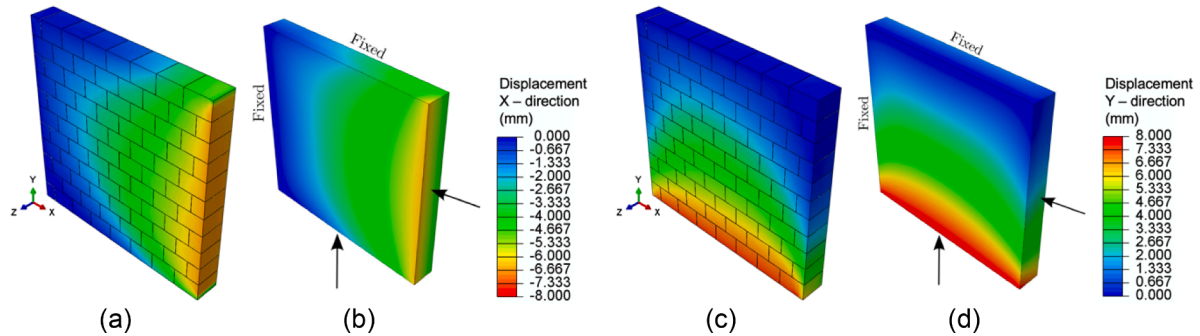 Fixed
Fixed
Displacement
X – direction
(mm)
0.000
-0.667
-1.333
-2.000
-2.667
-3.333
-4.000
-4.667
-5.333
-6.000
-6.667
-7.333
-8.000
Y
Z
X
(a)
(b)
Fixed
Fixed
Displacement
Y – direction
(mm)
8.000
7.333
6.667
6.000
5.333
4.667
4.000
3.333
2.667
2.000
1.333
0.667
0.000
Y
Z
X
(c)
(d)